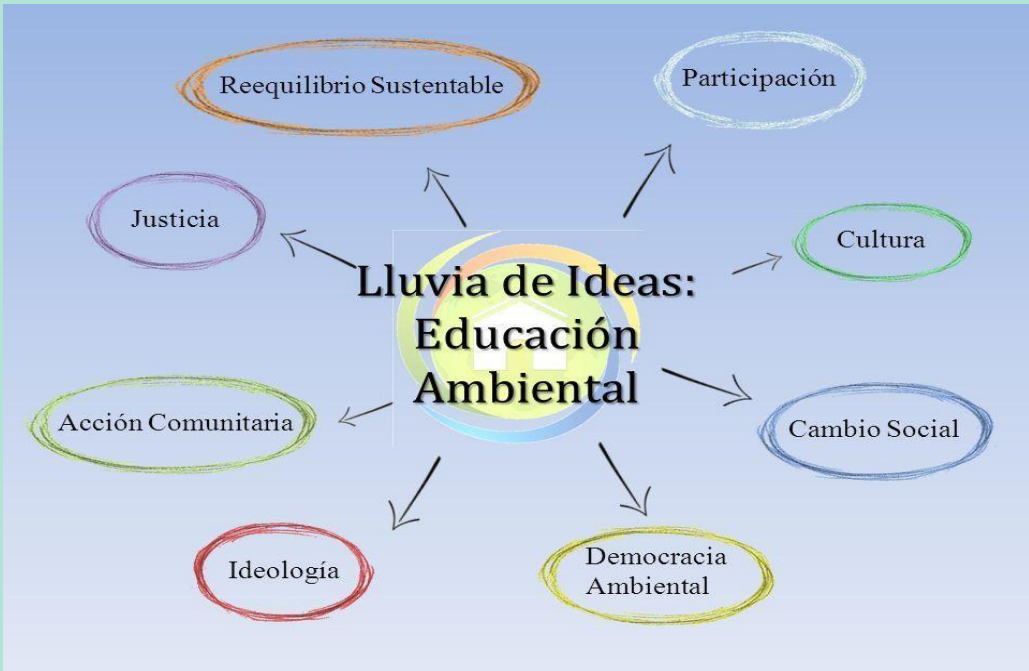 Reequilibrio Sustentable
Participación
Justicia
Cultura
Lluvia de Ideas:
Educación
Ambiental
Acción Comunitaria
Cambio Social
Ideología
Democracia
Ambiental